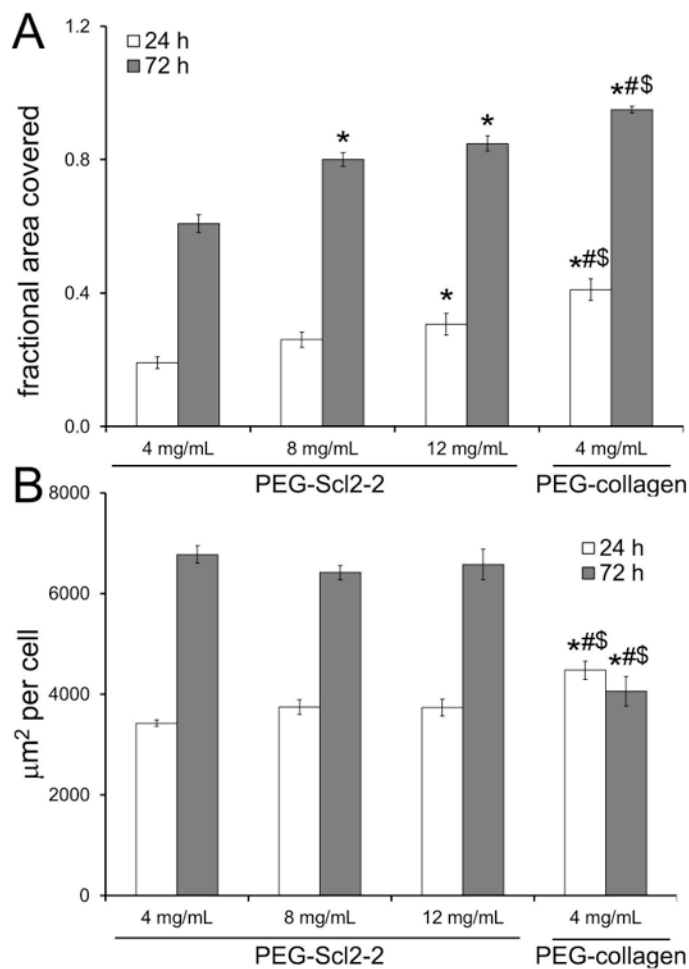 A
1.2
24 h
72 h
*#$
*
*
0.8
fractional area covered
*#$
0.4
*
0.0
4 mg/mL 8 mg/mL 12 mg/mL 4 mg/mL
PEG-Scl2-2 PEG-collagen
B
8000
24 h
72 h
6000
*#$
*#$
μm² per cell
4000
2000
0
4 mg/mL 8 mg/mL 12 mg/mL 4 mg/mL
PEG-Scl2-2 PEG-collagen